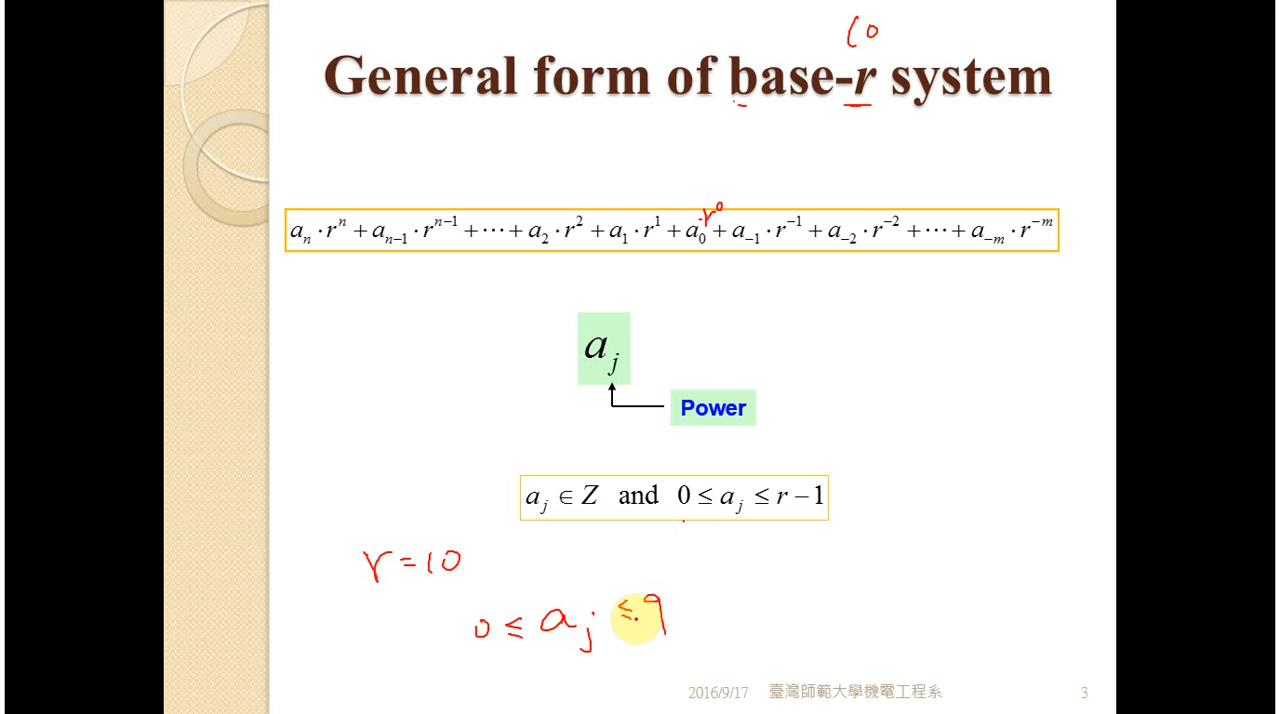 10
General form of base-r system
·r⁰
aₙ · rⁿ + aₙ₋₁ · rⁿ⁻¹ + ⋯ + a₂ · r² + a₁ · r¹ + a₀ + a₋₁ · r⁻¹ + a₋₂ · r⁻² + ⋯ + a₋ₘ · r⁻ᵐ
aⱼ
Power
aⱼ ∈ Z and 0 ≤ aⱼ ≤ r − 1
r = 10
0 ≤ aⱼ ≤ 9
2016/9/17 臺灣師範大學機電工程系 3